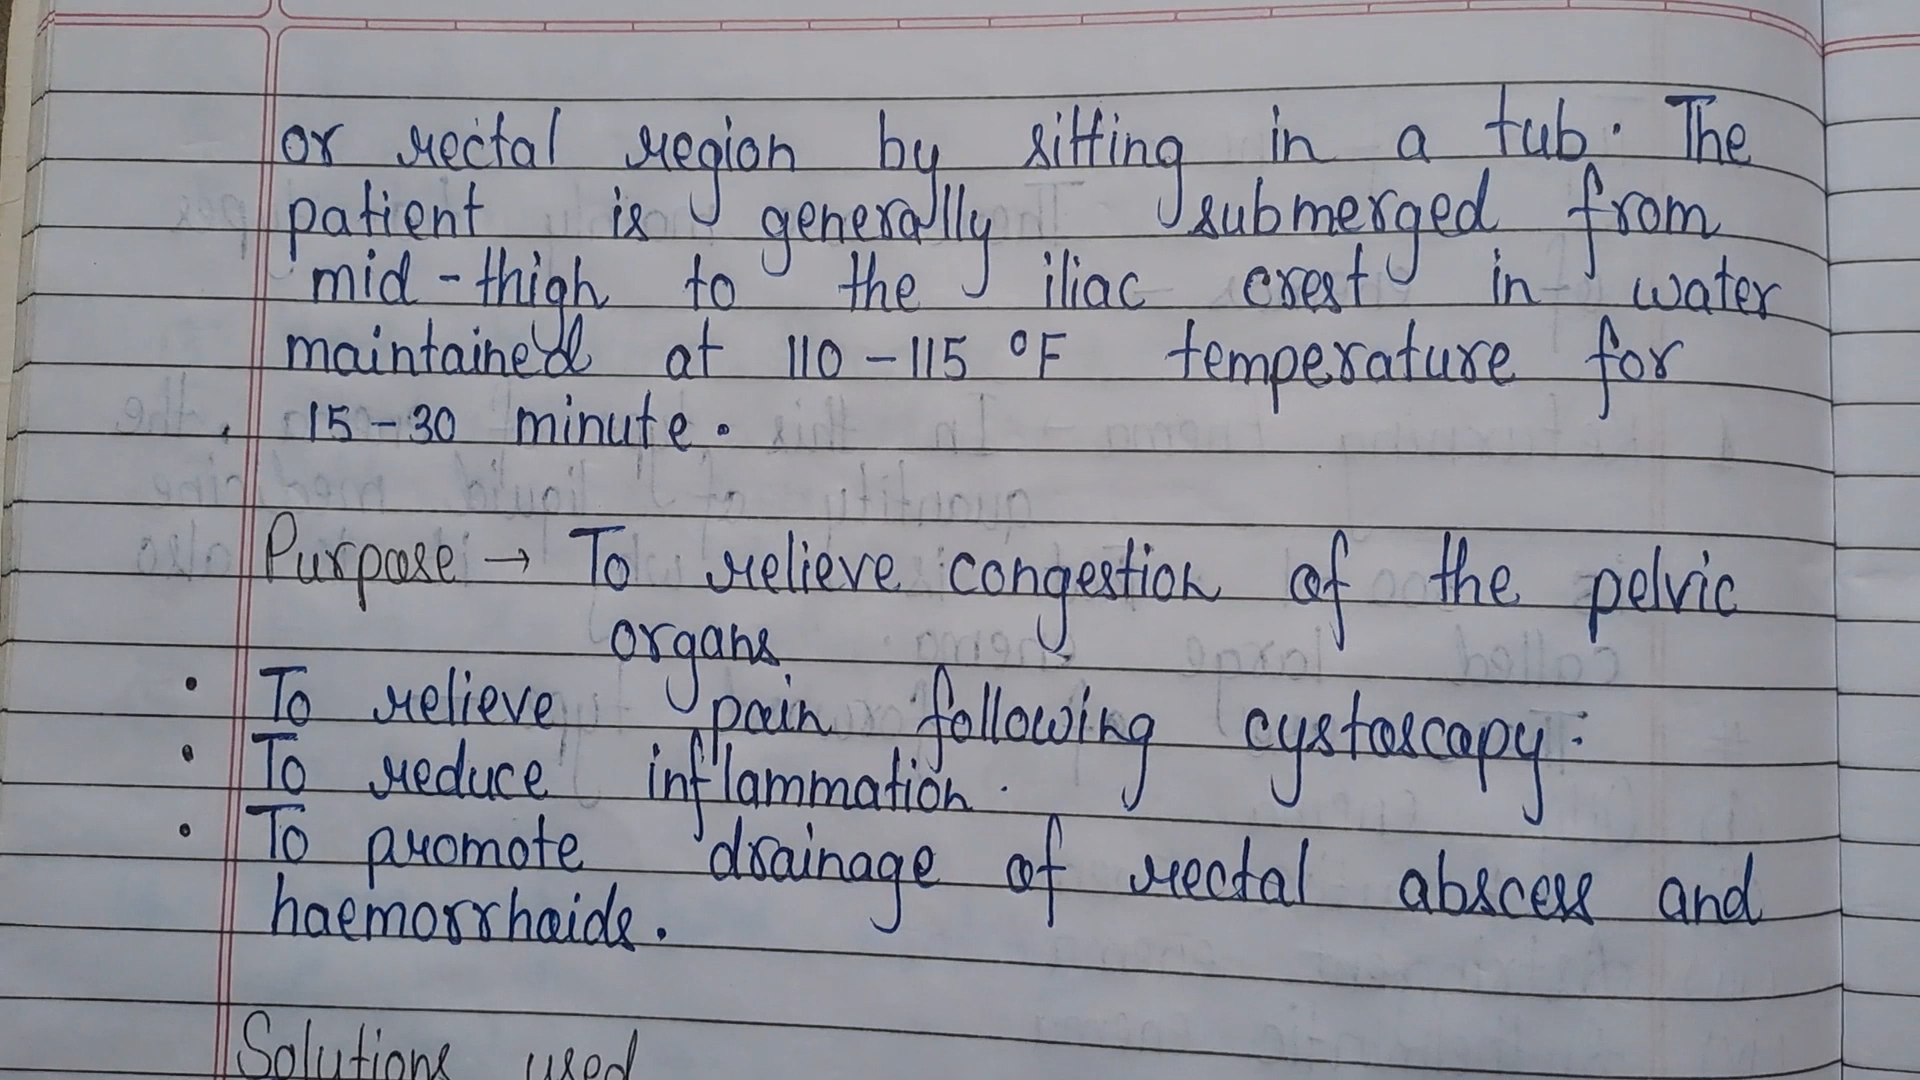 or rectal region by sitting in a tub. The
patient is generally submerged from
mid-thigh to the iliac crest in water
maintained at 110-115 °F temperature for
15-30 minute.
Purpose → To relieve congestion of the pelvic
organs
• To relieve pain following cystoscopy.
• To reduce inflammation.
• To promote drainage of rectal abscess and
haemorrhoids.
Solutions used